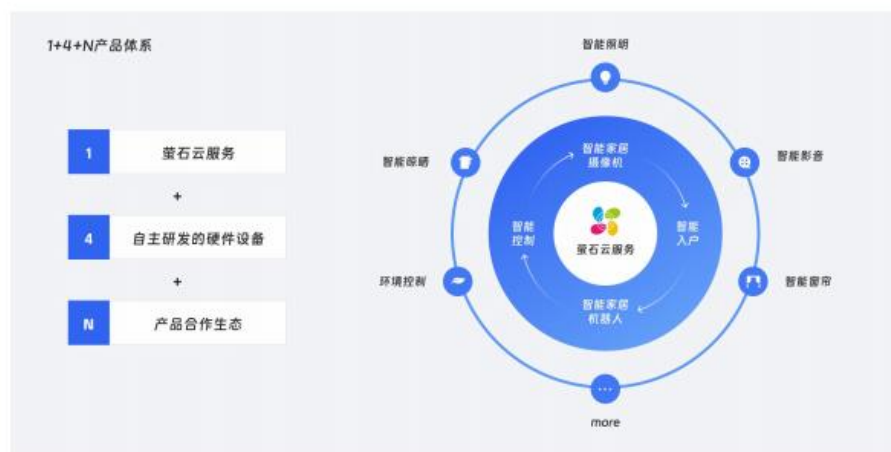 1+4+N产品体系
1
萤石云服务
+
4
自主研发的硬件设备
+
N
产品合作生态
智能照明
智能晾晒
智能影音
环境控制
智能窗帘
more
智能家居
摄像机
智能
入户
智能家居
机器人
智能
控制
萤石云服务